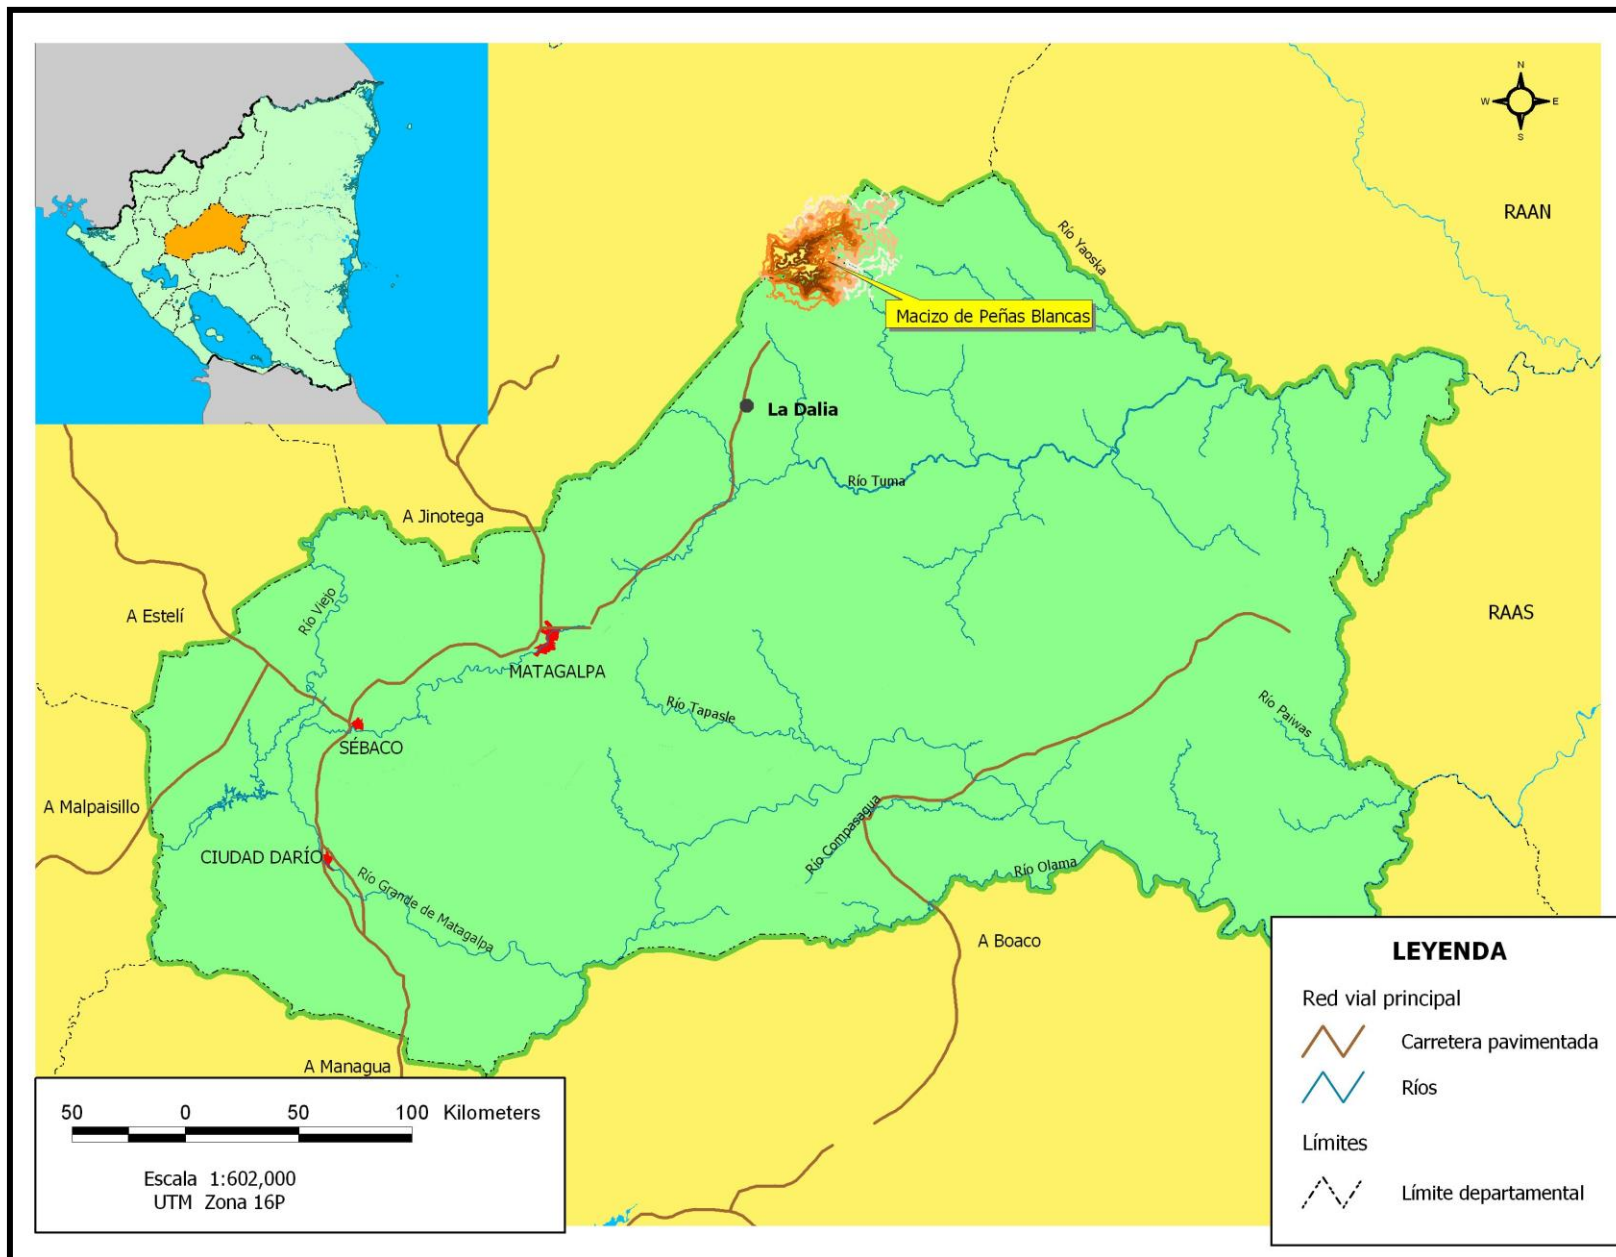 N
W E
S
RAAN
Río Yaoska
Macizo de Peñas Blancas
La Dalia
Río Tuma
A Jinotega
A Estelí
Río Viejo
RAAS
MATAGALPA
Río Tapasle
Río Paiwas
SÉBACO
A Malpaisillo
Río Compasagua
CIUDAD DARÍO
Río Olama
Río Grande de Matagalpa
A Boaco
A Managua
LEYENDA
Red vial principal
Carretera pavimentada
Ríos
Límites
Límite departamental
50 0 50 100 Kilometers
Escala 1:602,000
UTM Zona 16P